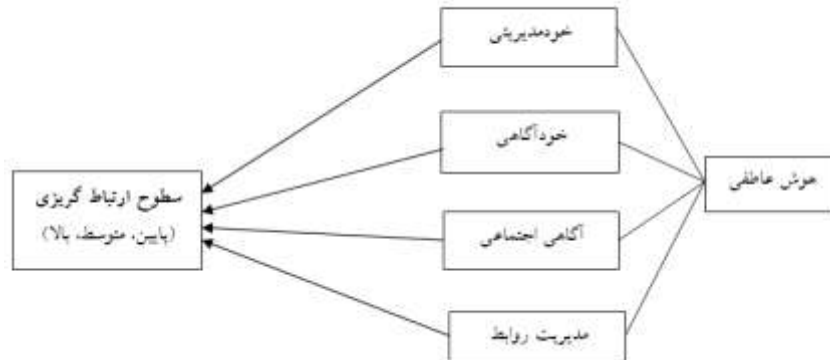 خودمدیریتی
خودآگاهی
هوش عاطفی
سطوح ارتباط گریزی
(پایین، متوسط، بالا)
آگاهی اجتماعی
مدیریت روابط